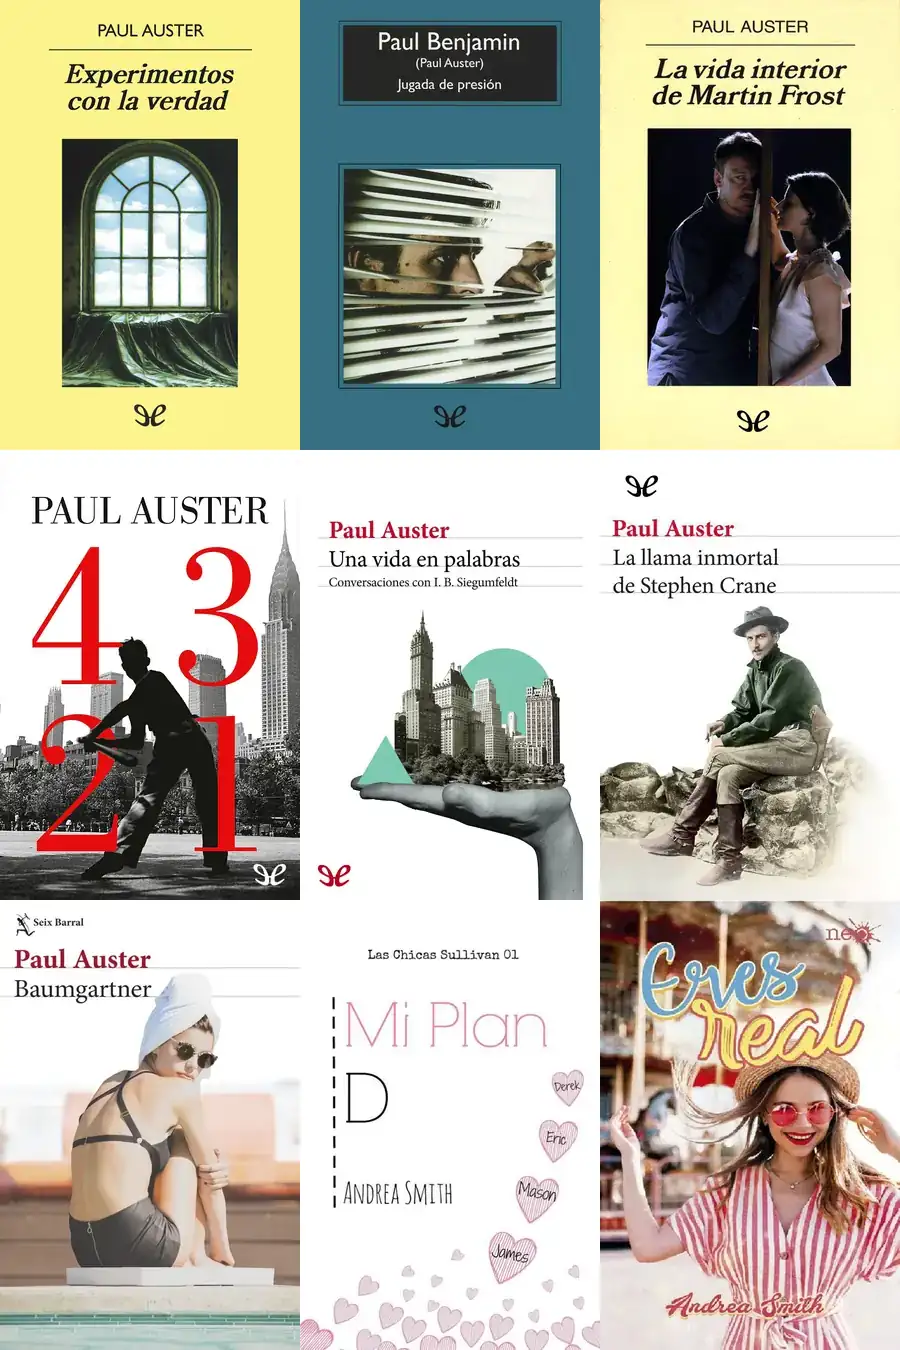 PAUL AUSTER
Experimentos
con la verdad
Paul Benjamin
(Paul Auster)
Jugada de presión
PAUL AUSTER
La vida interior
de Martin Frost
PAUL AUSTER
4 3
2 1
Paul Auster
Una vida en palabras
Conversaciones con I. B. Siegumfeldt
Paul Auster
La llama inmortal
de Stephen Crane
Seix Barral
Paul Auster
Baumgartner
Las Chicas Sullivan 01
Mi Plan
D
Derek
Eric
Mason
James
ANDREA SMITH
neo
Eres
real
Andrea Smith